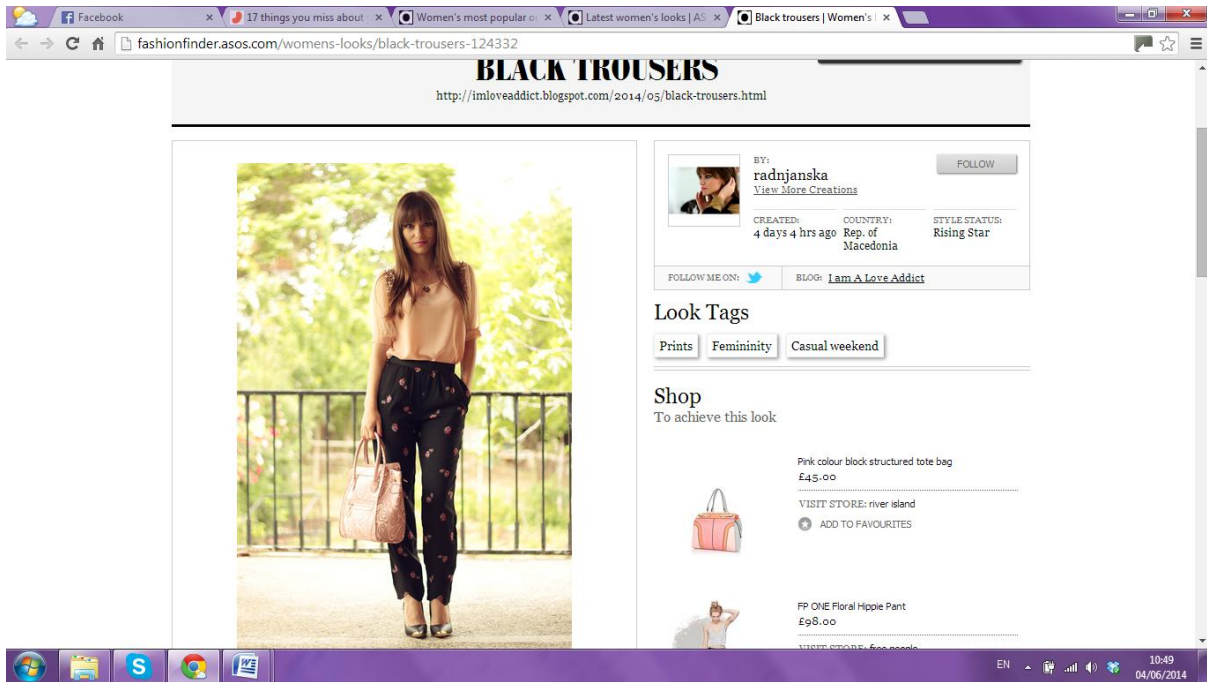 Facebook
17 things you miss about
Women's most popular o
Latest women's looks | AS
Black trousers | Women's l
fashionfinder.asos.com/womens-looks/black-trousers-124332
BLACK TROUSERS
http://imloveaddict.blogspot.com/2014/05/black-trousers.html
BY:
radnjanska
View More Creations
FOLLOW
CREATED:
4 days 4 hrs ago
COUNTRY:
Rep. of
Macedonia
STYLE STATUS:
Rising Star
FOLLOW ME ON:
BLOG: I am A Love Addict
Look Tags
Prints Femininity Casual weekend
Shop
To achieve this look
Pink colour block structured tote bag
£45.00
VISIT STORE: river island
ADD TO FAVOURITES
FP ONE Floral Hippie Pant
£98.00
VISIT STORE: free people
EN
10:49
04/06/2014